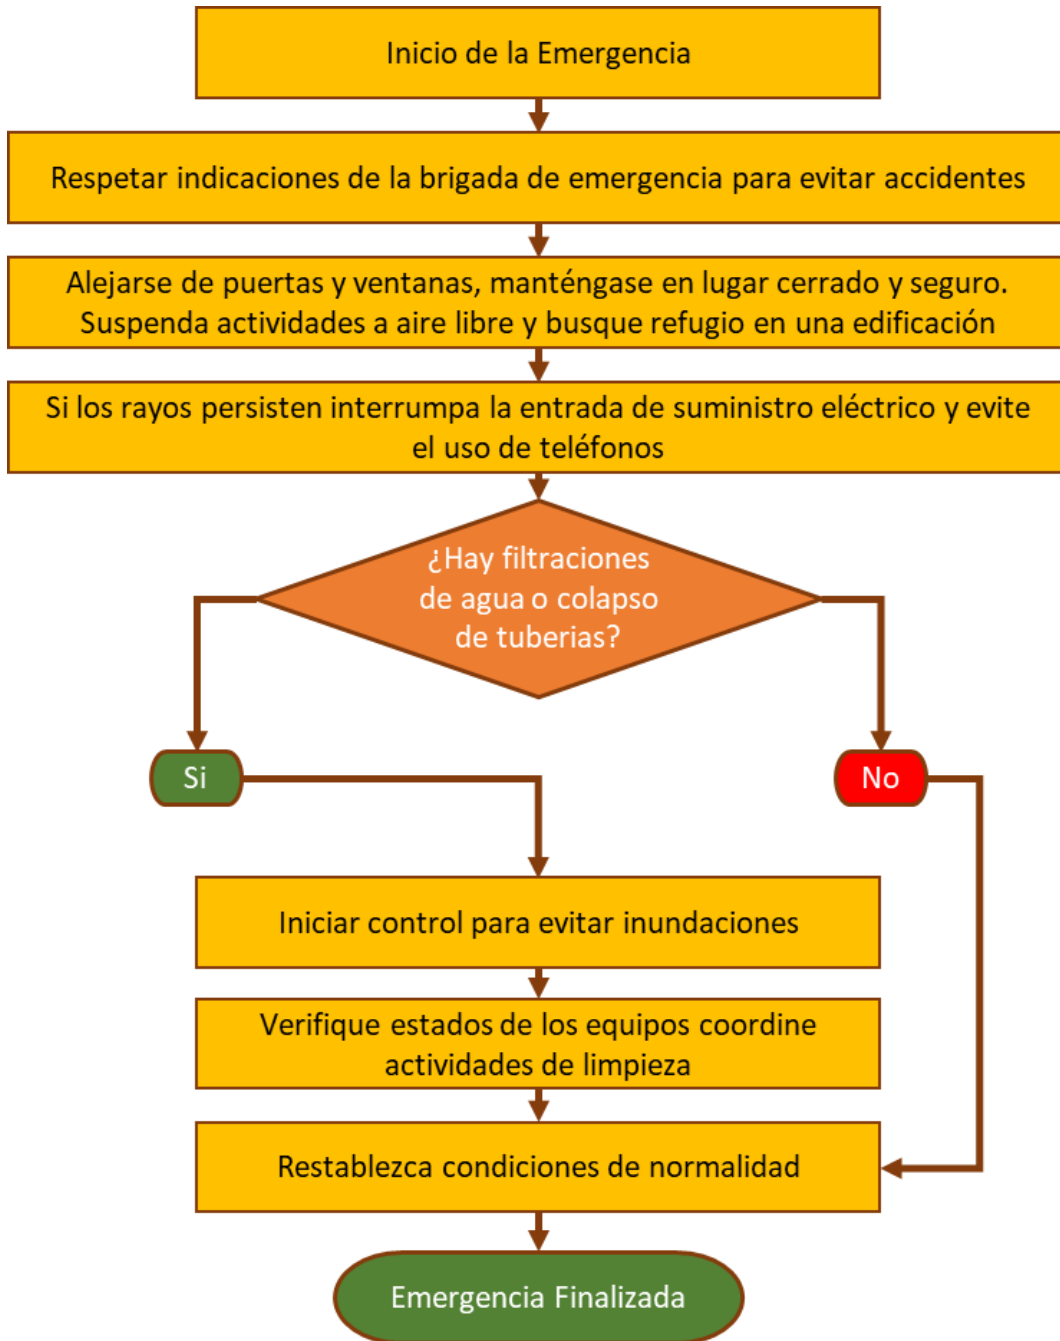 Inicio de la Emergencia
Respetar indicaciones de la brigada de emergencia para evitar accidentes
Alejarse de puertas y ventanas, manténgase en lugar cerrado y seguro.
Suspenda actividades a aire libre y busque refugio en una edificación
Si los rayos persisten interrumpa la entrada de suministro eléctrico y evite
el uso de teléfonos
¿Hay filtraciones
de agua o colapso
de tuberias?
Si
No
Iniciar control para evitar inundaciones
Verifique estados de los equipos coordine
actividades de limpieza
Restablezca condiciones de normalidad
Emergencia Finalizada